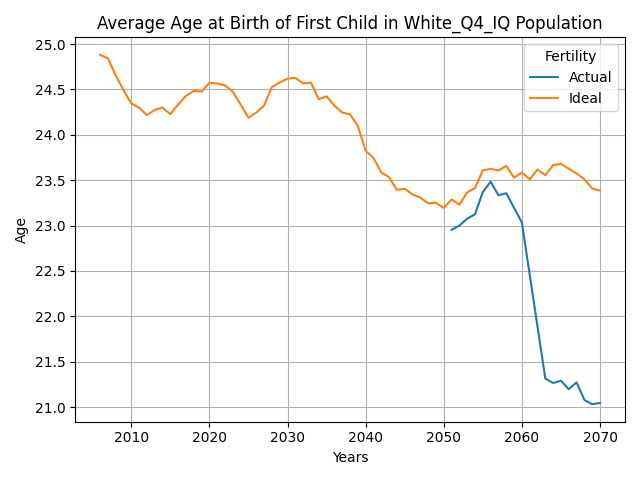 Average Age at Birth of First Child in White_Q4_IQ Population
Fertility
Actual
Ideal
Age
25.0
24.5
24.0
23.5
23.0
22.5
22.0
21.5
21.0
2010 2020 2030 2040 2050 2060 2070
Years